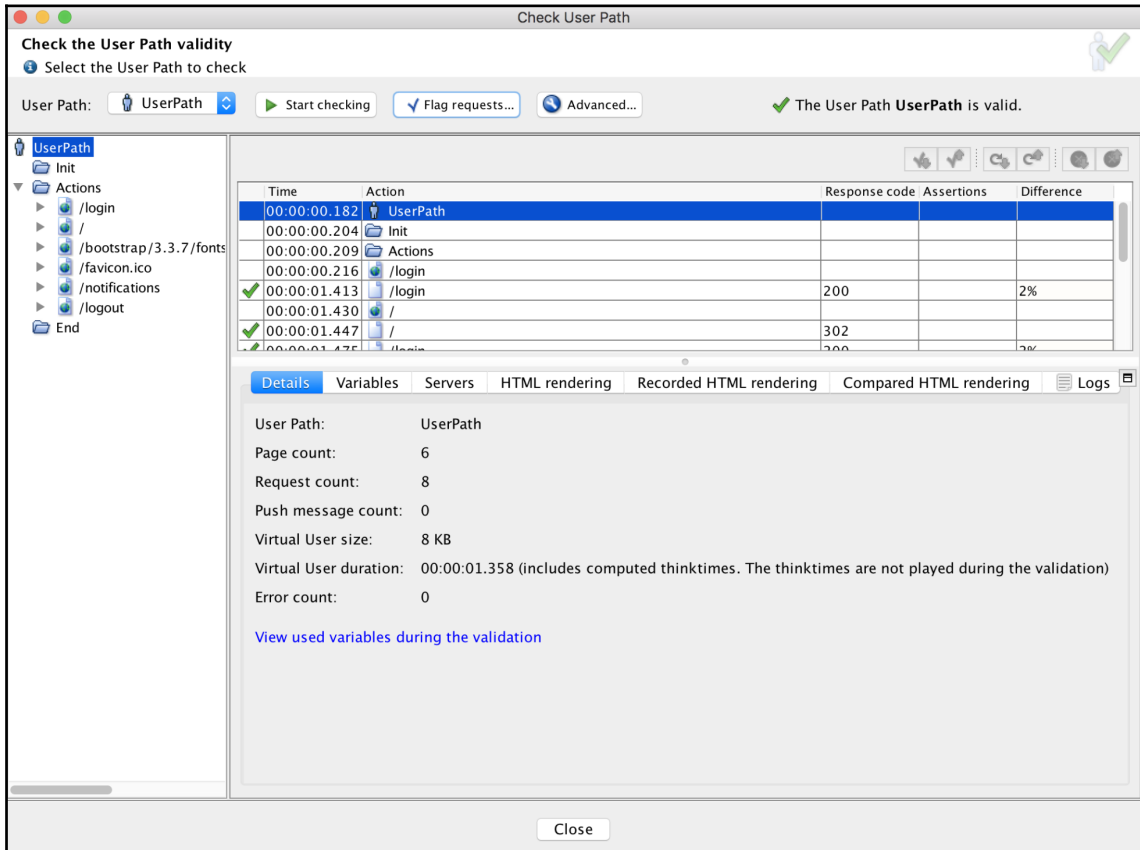 Check User Path
Check the User Path validity
Select the User Path to check
User Path: UserPath Start checking Flag requests... Advanced... The User Path UserPath is valid.
UserPath
Init
Actions
/login
/
/bootstrap/3.3.7/fonts
/favicon.ico
/notifications
/logout
End
Time Action Response code Assertions Difference
00:00:00.182 UserPath
00:00:00.204 Init
00:00:00.209 Actions
00:00:00.216 /login
00:00:01.413 /login 200 2%
00:00:01.430 /
00:00:01.447 / 302
00:00:01.475 /login 200 2%
Details Variables Servers HTML rendering Recorded HTML rendering Compared HTML rendering Logs
User Path: UserPath
Page count: 6
Request count: 8
Push message count: 0
Virtual User size: 8 KB
Virtual User duration: 00:00:01.358 (includes computed thinktimes. The thinktimes are not played during the validation)
Error count: 0
View used variables during the validation
Close